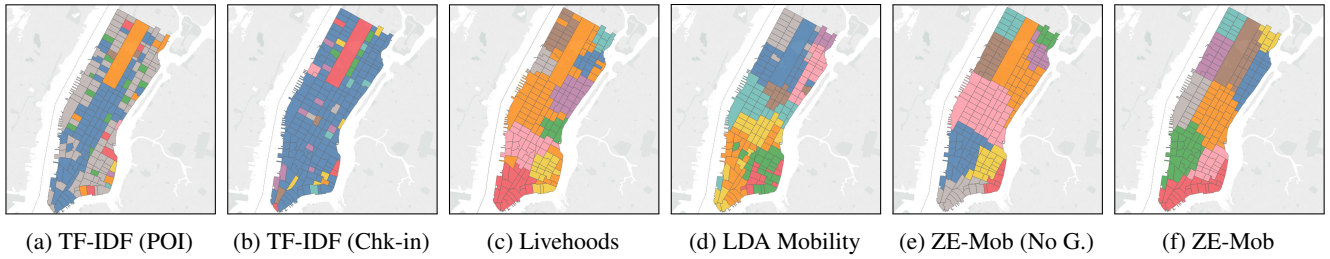 (a) TF-IDF (POI)
(b) TF-IDF (Chk-in)
(c) Livehoods
(d) LDA Mobility
(e) ZE-Mob (No G.)
(f) ZE-Mob